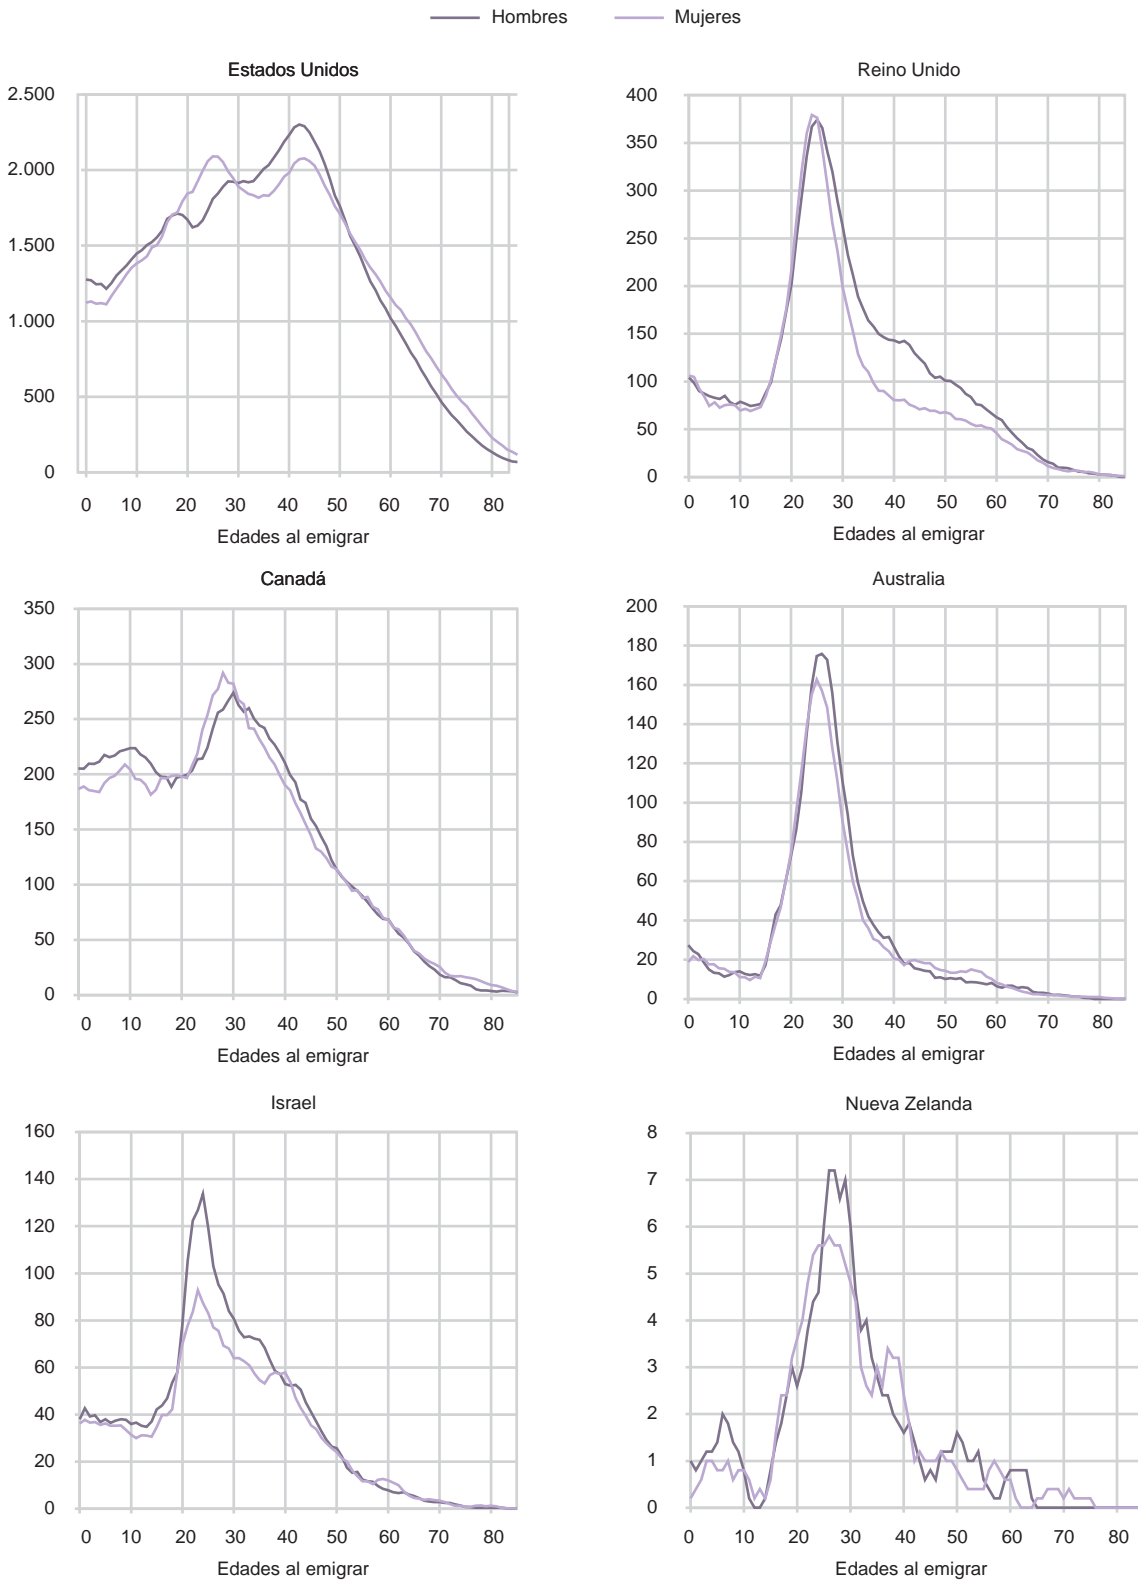 Hombres Mujeres
Estados Unidos
2.500
2.000
1.500
1.000
500
0
0 10 20 30 40 50 60 70 80
Edades al emigrar
Reino Unido
400
350
300
250
200
150
100
50
0
0 10 20 30 40 50 60 70 80
Edades al emigrar
Canadá
350
300
250
200
150
100
50
0
0 10 20 30 40 50 60 70 80
Edades al emigrar
Australia
200
180
160
140
120
100
80
60
40
20
0
0 10 20 30 40 50 60 70 80
Edades al emigrar
Israel
160
140
120
100
80
60
40
20
0
0 10 20 30 40 50 60 70 80
Edades al emigrar
Nueva Zelanda
8
7
6
5
4
3
2
1
0
0 10 20 30 40 50 60 70 80
Edades al emigrar